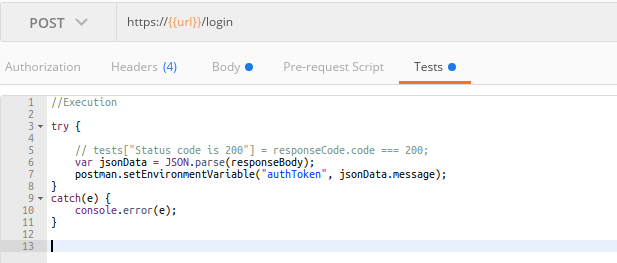 POST https://{{url}}/login
Authorization Headers (4) Body Pre-request Script Tests
1 //Execution
2
3 try {
4
5 // tests["Status code is 200"] = responseCode.code === 200;
6 var jsonData = JSON.parse(responseBody);
7 postman.setEnvironmentVariable("authToken", jsonData.message);
8 }
9 catch(e) {
10 console.error(e);
11 }
12
13